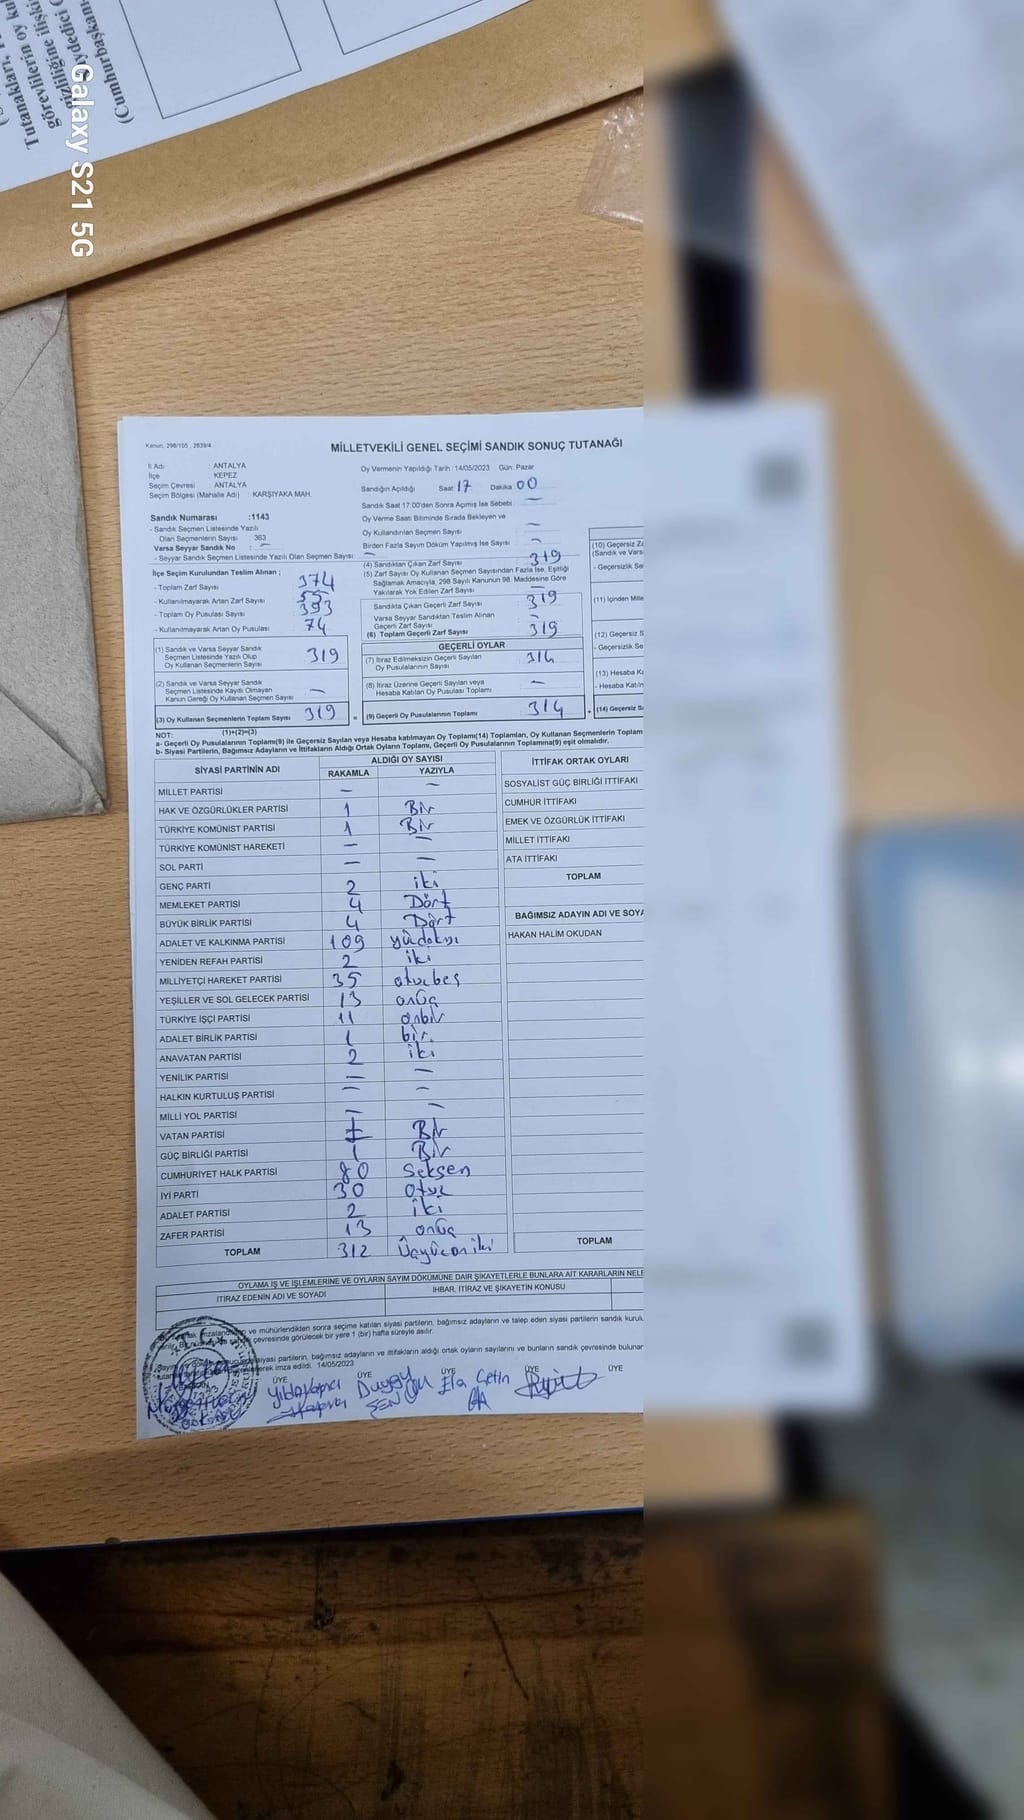 Tutanakları,
görevlilerin oy
gizliliğine ilişki
(Cumhurbaşkanı
Galaxy S21 5G
Kanun: 298/105 , 2839/4
MİLLETVEKİLİ GENEL SEÇİMİ SANDIK SONUÇ TUTANAĞI
İl Adı : ANTALYA
İlçe : KEPEZ
Seçim Çevresi : ANTALYA
Seçim Bölgesi (Mahalle Adı) : KARŞIYAKA MAH.
Oy Vermenin Yapıldığı Tarih :14/05/2023 Gün: Pazar
Sandığın Açıldığı Saat 17 Dakika: 00
Sandık Saat 17:00'den Sonra Açılmış İse Sebebi : —
Oy Verme Saati Bitiminde Sırada Bekleyen ve
Oy Kullandırılan Seçmen Sayısı : —
Birden Fazla Sayım Döküm Yapılmış İse Sayısı : —
Sandık Numarası :1143
- Sandık Seçmen Listesinde Yazılı
Olan Seçmenlerin Sayısı : 363
Varsa Seyyar Sandık No : —
- Seyyar Sandık Seçmen Listesinde Yazılı Olan Seçmen Sayısı : —
İlçe Seçim Kurulundan Teslim Alınan ;
- Toplam Zarf Sayısı 374
- Kullanılmayarak Artan Zarf Sayısı 55
- Toplam Oy Pusulası Sayısı 393
- Kullanılmayarak Artan Oy Pusulası 74
(4) Sandıktan Çıkan Zarf Sayısı 319
(5) Zarf Sayısı Oy Kullanan Seçmen Sayısından Fazla İse, Eşitliği
Sağlamak Amacıyla, 298 Sayılı Kanunun 98. Maddesine Göre
Yakılarak Yok Edilen Zarf Sayısı —
Sandıkta Çıkan Geçerli Zarf Sayısı 319
Varsa Seyyar Sandıktan Teslim Alınan
Geçerli Zarf Sayısı —
(6) Toplam Geçerli Zarf Sayısı 319
(1) Sandık ve Varsa Seyyar Sandık
Seçmen Listesinde Yazılı Olup
Oy Kullanan Seçmenlerin Sayısı 319
(2) Sandık ve Varsa Seyyar Sandık
Seçmen Listesinde Kaydı Olmayan
Kanun Gereği Oy Kullanan Seçmen Sayısı —
(3) Oy Kullanan Seçmenlerin Toplam Sayısı 319
(1)+(2)=(3)
GEÇERLİ OYLAR
(7) İtiraz Edilmeksizin Geçerli Sayılan
Oy Pusulalarının Sayısı 314
(8) İtiraz Üzerine Geçerli Sayılan veya
Hesaba Katılan Oy Pusulası Toplamı —
= (9) Geçerli Oy Pusulalarının Toplamı 314
(10) Geçersiz Za
(Sandık ve Vars
- Geçersizlik Se
(11) İçinden Mille
(12) Geçersiz S
- Geçersizlik Se
(13) Hesaba Ka
- Hesaba Katılm
+ (14) Geçersiz S
NOT:
a- Geçerli Oy Pusulalarının Toplamı(9) ile Geçersiz Sayılan veya Hesaba katılmayan Oy Toplamı(14) Toplamları, Oy Kullanan Seçmenlerin Toplam
b- Siyasi Partilerin, Bağımsız Adayların ve İttifakların Aldığı Ortak Oyların Toplamı, Geçerli Oy Pusulalarının Toplamına(9) eşit olmalıdır.
SİYASİ PARTİNİN ADI ALDIĞI OY SAYISI
RAKAMLA YAZIYLA
MİLLET PARTİSİ — —
HAK VE ÖZGÜRLÜKLER PARTİSİ 1 Bir
TÜRKİYE KOMÜNİST PARTİSİ 1 Bir
TÜRKİYE KOMÜNİST HAREKETİ — —
SOL PARTİ — —
GENÇ PARTİ 2 iki
MEMLEKET PARTİSİ 4 Dört
BÜYÜK BİRLİK PARTİSİ 4 Dört
ADALET VE KALKINMA PARTİSİ 109 yüzdokuz
YENİDEN REFAH PARTİSİ 2 iki
MİLLİYETÇİ HAREKET PARTİSİ 35 otuzbeş
YEŞİLLER VE SOL GELECEK PARTİSİ 13 onüç
TÜRKİYE İŞÇİ PARTİSİ 11 onbir
ADALET BİRLİK PARTİSİ 1 bir.
ANAVATAN PARTİSİ 2 iki
YENİLİK PARTİSİ — —
HALKIN KURTULUŞ PARTİSİ — —
MİLLİ YOL PARTİSİ — —
VATAN PARTİSİ 1 Bir
GÜÇ BİRLİĞİ PARTİSİ 1 Bir
CUMHURİYET HALK PARTİSİ 80 Seksen
İYİ PARTİ 30 Otuz
ADALET PARTİSİ 2 iki
ZAFER PARTİSİ 13 onüç
TOPLAM 312 Üçyüzoniki
İTTİFAK ORTAK OYLARI
SOSYALİST GÜÇ BİRLİĞİ İTTİFAKI
CUMHUR İTTİFAKI
EMEK VE ÖZGÜRLÜK İTTİFAKI
MİLLET İTTİFAKI
ATA İTTİFAKI
TOPLAM
BAĞIMSIZ ADAYIN ADI VE SOYA
HAKAN HALİM OKUDAN
TOPLAM
OYLAMA İŞ VE İŞLEMLERİNE VE OYLARIN SAYIM DÖKÜMÜNE DAİR ŞİKAYETLERLE BUNLARA AİT KARARLARIN NELE
İTİRAZ EDENİN ADI VE SOYADI İHBAR, İTİRAZ VE ŞİKAYETİN KONUSU
ve mühürlendikten sonra seçime katılan siyasi partilerin, bağımsız adayların ve talep eden siyasi partilerin sandık kurulu
çevresinde görülecek bir yere 1 (bir) hafta süreyle asılır.
siyasi partilerin, bağımsız adayların ve ittifakların aldığı ortak oyların sayılarını ve bunların sandık çevresinde bulunan
imza edildi. 14/05/2023
ÜYE ÜYE ÜYE ÜYE ÜYE
Duygu ŞEN
Ela Çetin